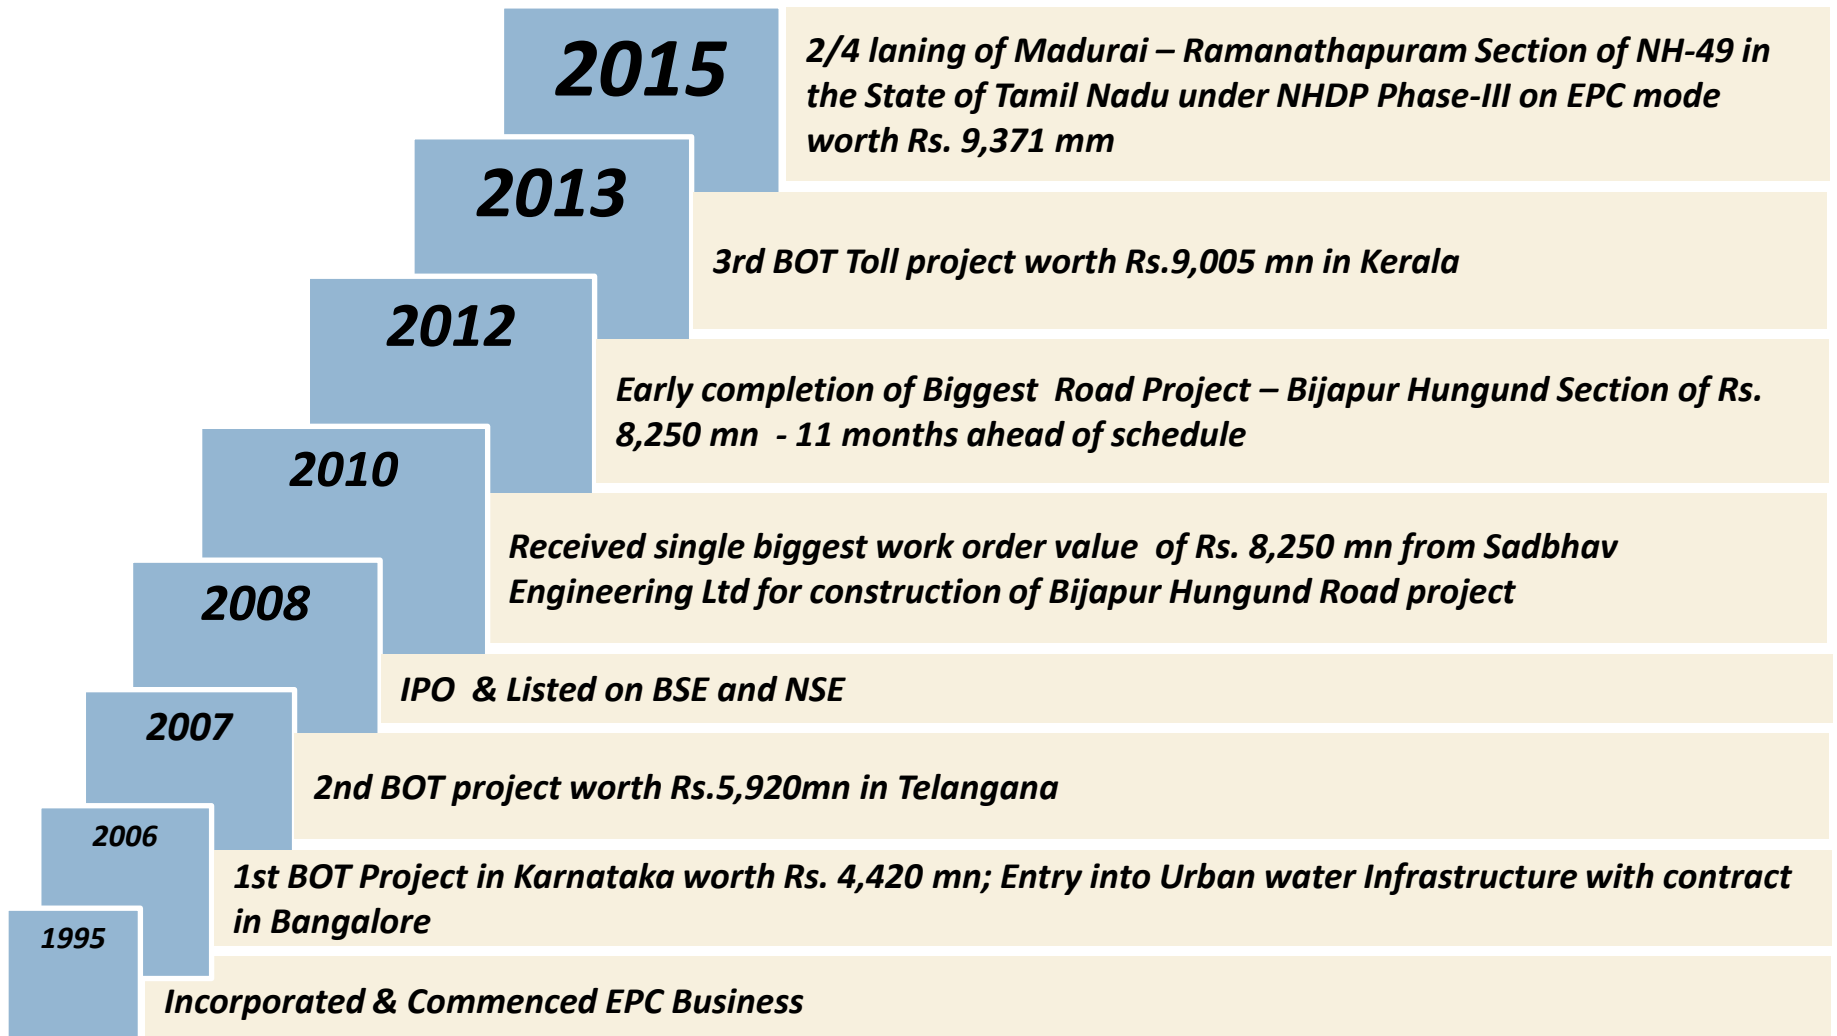 2015
2/4 laning of Madurai – Ramanathapuram Section of NH-49 in
the State of Tamil Nadu under NHDP Phase-III on EPC mode
worth Rs. 9,371 mm
2013
3rd BOT Toll project worth Rs.9,005 mn in Kerala
2012
Early completion of Biggest Road Project – Bijapur Hungund Section of Rs.
8,250 mn - 11 months ahead of schedule
2010
Received single biggest work order value of Rs. 8,250 mn from Sadbhav
Engineering Ltd for construction of Bijapur Hungund Road project
2008
IPO & Listed on BSE and NSE
2007
2nd BOT project worth Rs.5,920mn in Telangana
2006
1st BOT Project in Karnataka worth Rs. 4,420 mn; Entry into Urban water Infrastructure with contract
in Bangalore
1995
Incorporated & Commenced EPC Business